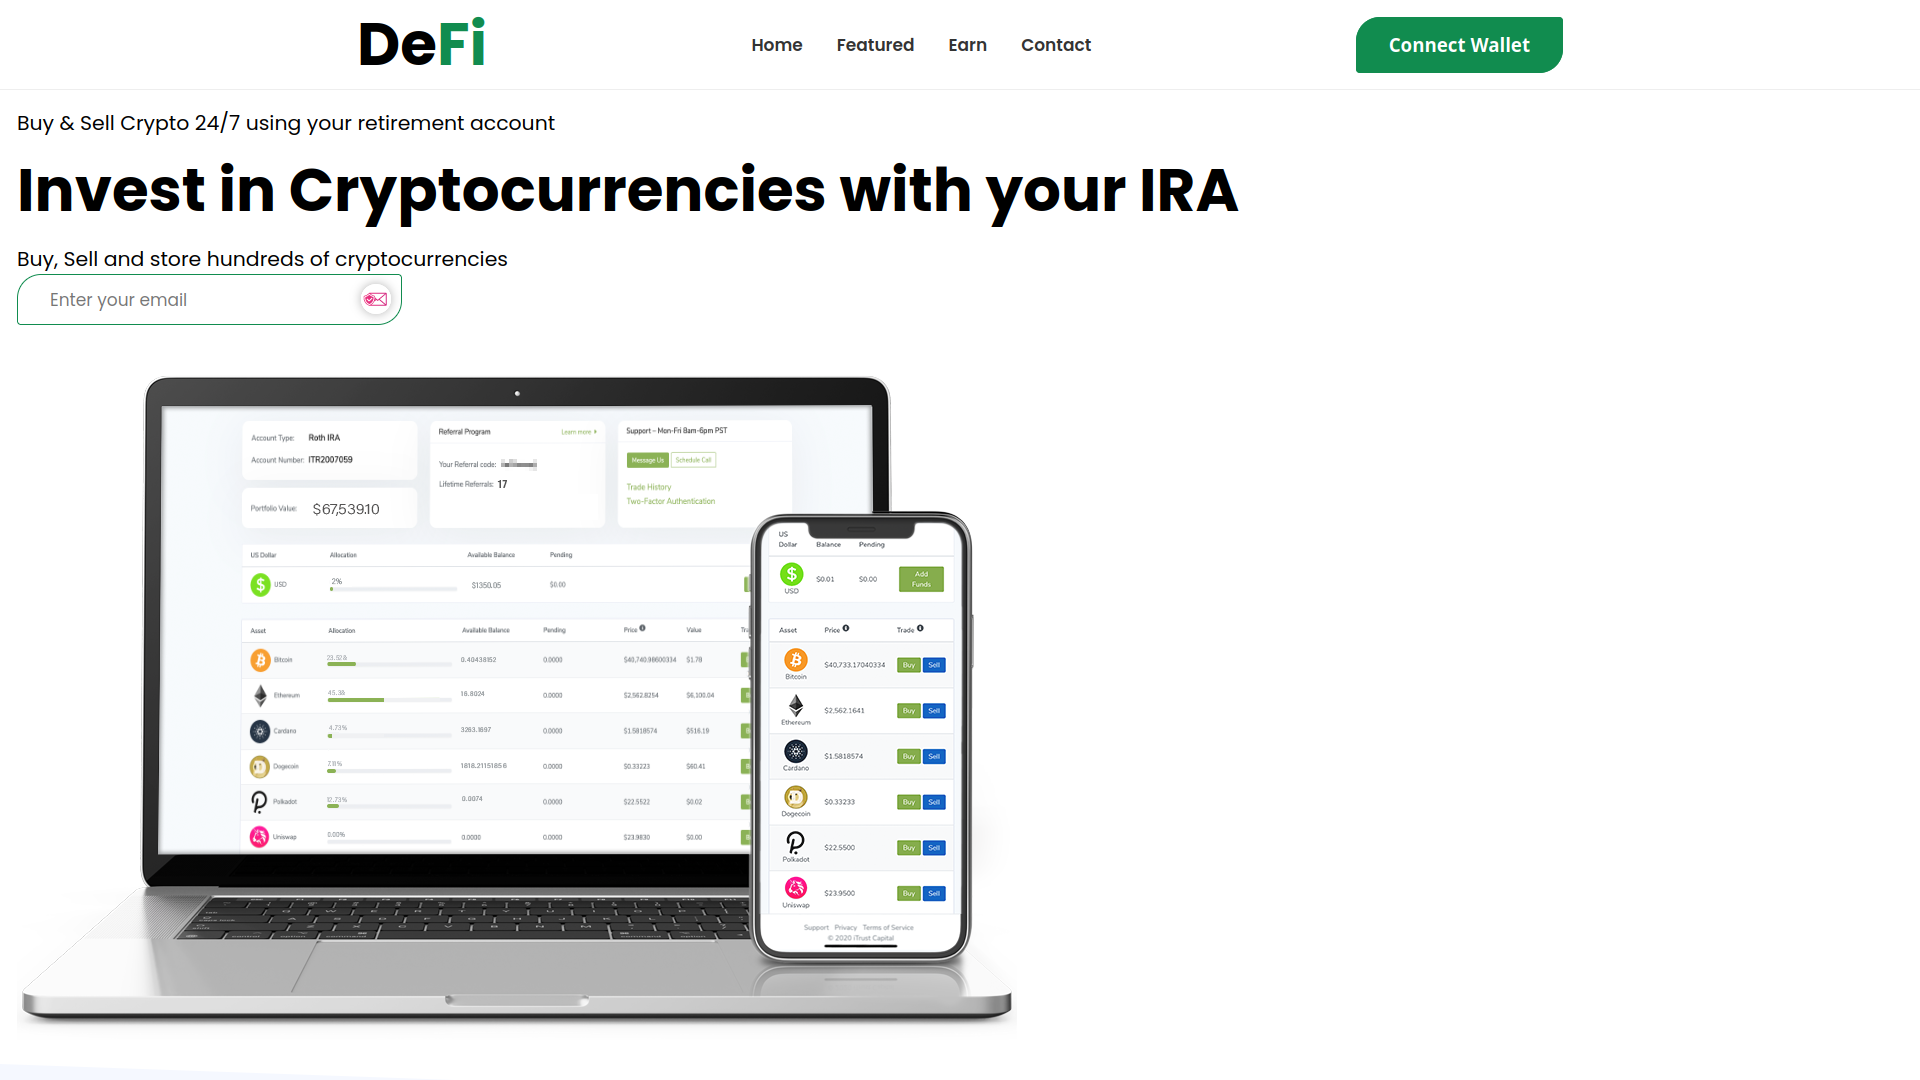 DeFi
Home Featured Earn Contact
Connect Wallet
Buy & Sell Crypto 24/7 using your retirement account
Invest in Cryptocurrencies with your IRA
Buy, Sell and store hundreds of cryptocurrencies
Enter your email
Account Type: Roth IRA
Account Number: ITR2007059
Portfolio Value: $67,539.10
Referral Program Learn more
Your Referral code:
Lifetime Referrals: 17
Support – Mon-Fri 8am-6pm PST
Message Us Schedule Call
Trade History
Two-Factor Authentication
US Dollar Allocation Available Balance Pending
USD 2% $1350.05 $0.00
Asset Allocation Available Balance Pending Price Value
Bitcoin 23.528 0.40438152 0.0000 $40,740.98600334 $1.78
Ethereum 45.38 16.8024 0.0000 $2,562.8254 $6,100.04
Cardano 4.73% 3263.1697 0.0000 $1.5818574 $516.19
Dogecoin 7.11% 1818.21151856 0.0000 $0.33223 $60.41
Polkadot 12.73% 0.0074 0.0000 $22.5522 $0.02
Uniswap 0.00% 0.0000 0.0000 $23.9830 $0.00
US
Dollar Balance Pending
USD $0.01 $0.00 Add
Funds
Asset Price Trade
Bitcoin $40,733.17040334 Buy Sell
Ethereum $2,562.1641 Buy Sell
Cardano $1.5818574 Buy Sell
Dogecoin $0.33233 Buy Sell
Polkadot $22.5500 Buy Sell
Uniswap $23.9500 Buy Sell
Support Privacy Terms of Service
© 2020 iTrust Capital